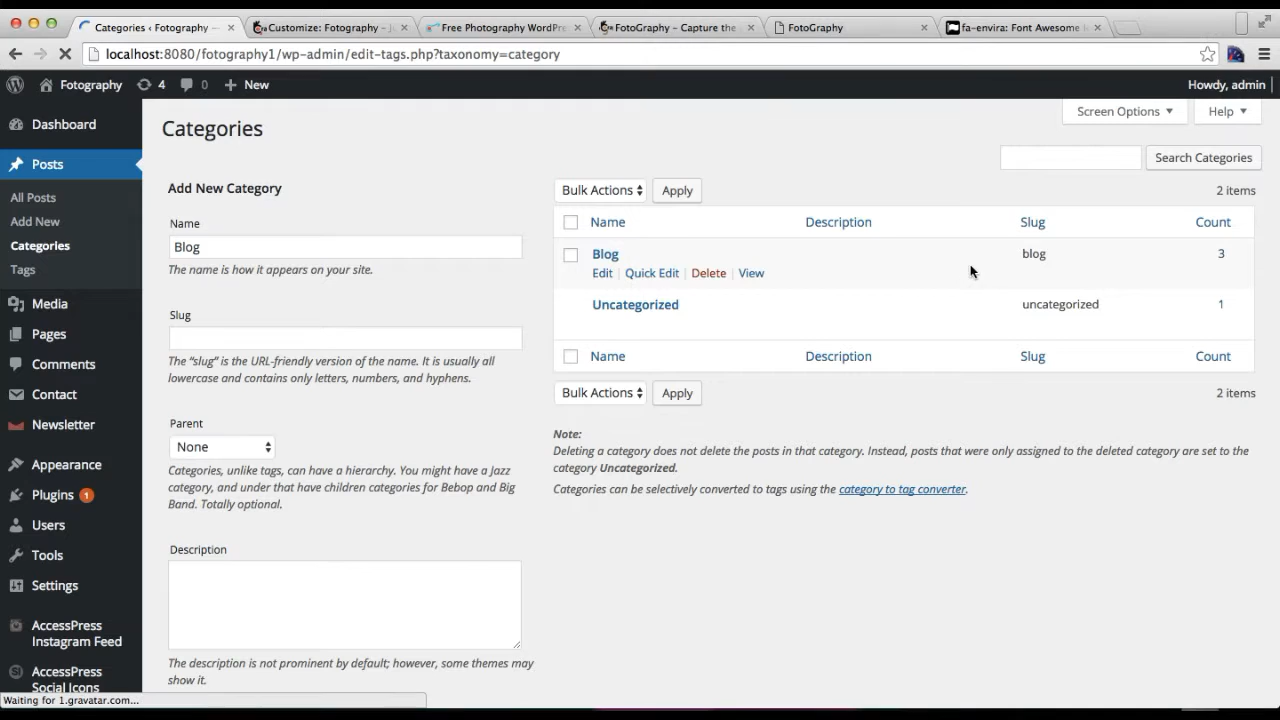 Categories ‹ Fotography —
Customize: Fotography –
Free Photography WordPre
FotoGraphy - Capture the
FotoGraphy
fa-envira: Font Awesome
localhost:8080/fotography1/wp-admin/edit-tags.php?taxonomy=category
Fotography
4
0
New
Howdy, admin
Dashboard
Posts
All Posts
Add New
Categories
Tags
Media
Pages
Comments
Contact
Newsletter
Appearance
Plugins 1
Users
Tools
Settings
AccessPress
Instagram Feed
AccessPress
Social Icons
Screen Options
Help
Categories
Search Categories
Add New Category
Name
Blog
The name is how it appears on your site.
Slug
The “slug” is the URL-friendly version of the name. It is usually all
lowercase and contains only letters, numbers, and hyphens.
Parent
None
Categories, unlike tags, can have a hierarchy. You might have a Jazz
category, and under that have children categories for Bebop and Big
Band. Totally optional.
Description
The description is not prominent by default; however, some themes may
show it.
Bulk Actions Apply 2 items
Name Description Slug Count
Blog blog 3
Edit | Quick Edit | Delete | View
Uncategorized uncategorized 1
Name Description Slug Count
Bulk Actions Apply 2 items
Note:
Deleting a category does not delete the posts in that category. Instead, posts that were only assigned to the deleted category are set to the
category Uncategorized.
Categories can be selectively converted to tags using the category to tag converter.
Waiting for 1.gravatar.com...